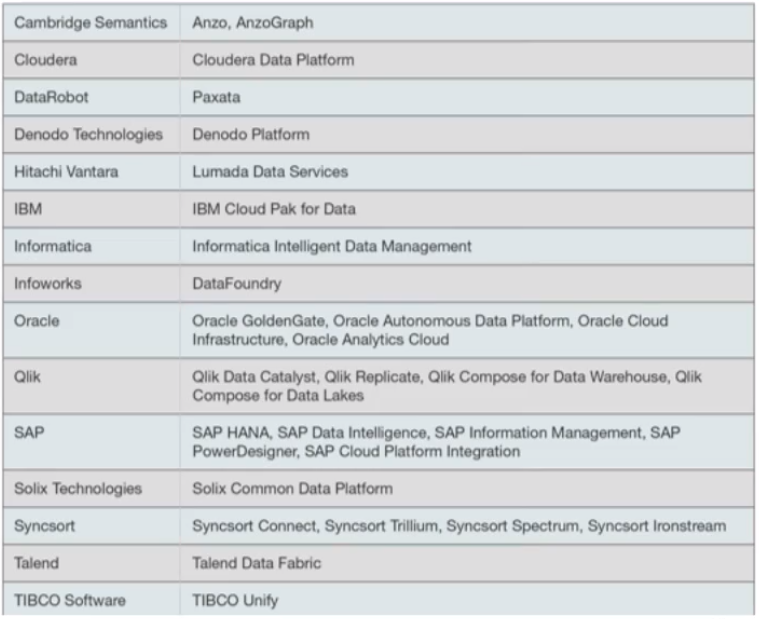 Cambridge Semantics Anzo, AnzoGraph
Cloudera Cloudera Data Platform
DataRobot Paxata
Denodo Technologies Denodo Platform
Hitachi Vantara Lumada Data Services
IBM IBM Cloud Pak for Data
Informatica Informatica Intelligent Data Management
Infoworks DataFoundry
Oracle Oracle GoldenGate, Oracle Autonomous Data Platform, Oracle Cloud
Infrastructure, Oracle Analytics Cloud
Qlik Qlik Data Catalyst, Qlik Replicate, Qlik Compose for Data Warehouse, Qlik
Compose for Data Lakes
SAP SAP HANA, SAP Data Intelligence, SAP Information Management, SAP
PowerDesigner, SAP Cloud Platform Integration
Solix Technologies Solix Common Data Platform
Syncsort Syncsort Connect, Syncsort Trillium, Syncsort Spectrum, Syncsort Ironstream
Talend Talend Data Fabric
TIBCO Software TIBCO Unify